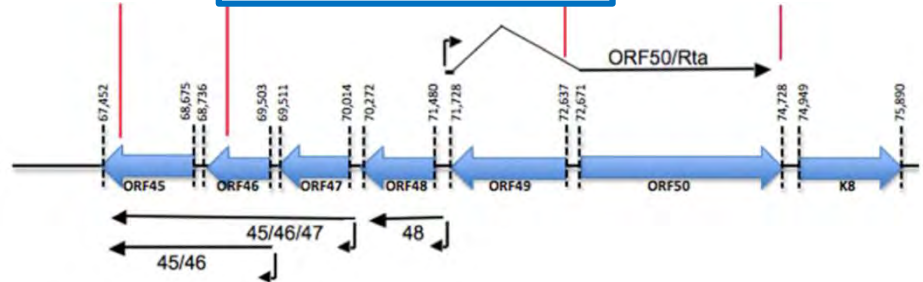 ORF50/Rta
67,452
68,675
68,736
69,503
69,511
70,014
70,272
71,480
71,728
72,637
72,671
74,728
74,949
75,890
ORF45
ORF46
ORF47
ORF48
ORF49
ORF50
K8
45/46/47
48
45/46